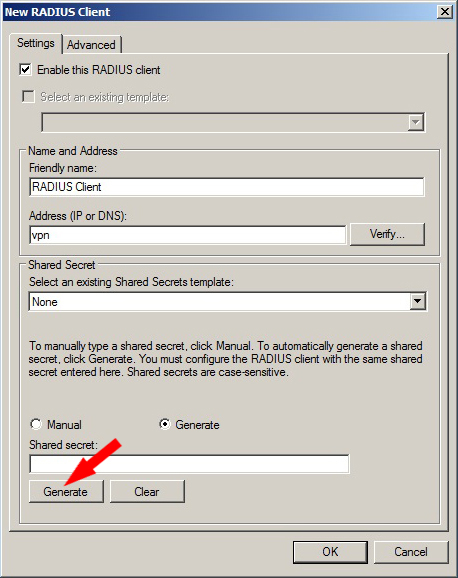 New RADIUS Client
Settings
Advanced
Enable this RADIUS client
Select an existing template:
Name and Address
Friendly name:
RADIUS Client
Address (IP or DNS):
vpn
Verify...
Shared Secret
Select an existing Shared Secrets template:
None
To manually type a shared secret, click Manual. To automatically generate a shared
secret, click Generate. You must configure the RADIUS client with the same shared
secret entered here. Shared secrets are case-sensitive.
Manual
Generate
Shared secret:
Generate
Clear
OK
Cancel